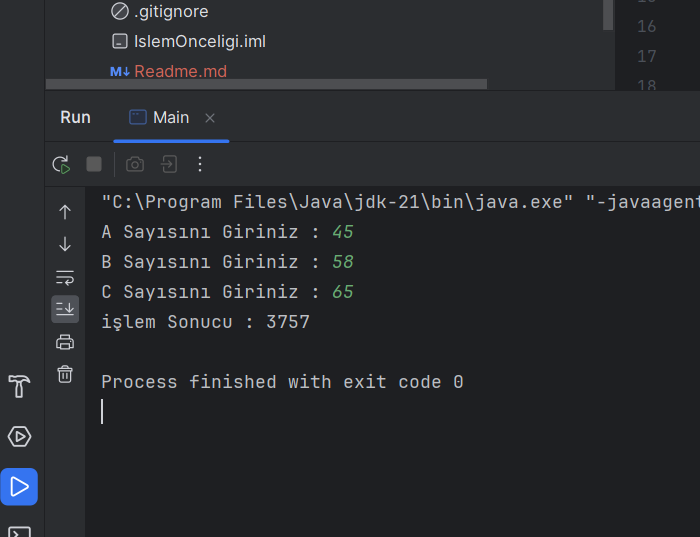 .gitignore
IslemOnceligi.iml
M↓ Readme.md
16
17
18
Run
Main
"C:\Program Files\Java\jdk-21\bin\java.exe" "-javaagent
A Sayısını Giriniz : 45
B Sayısını Giriniz : 58
C Sayısını Giriniz : 65
işlem Sonucu : 3757
Process finished with exit code 0